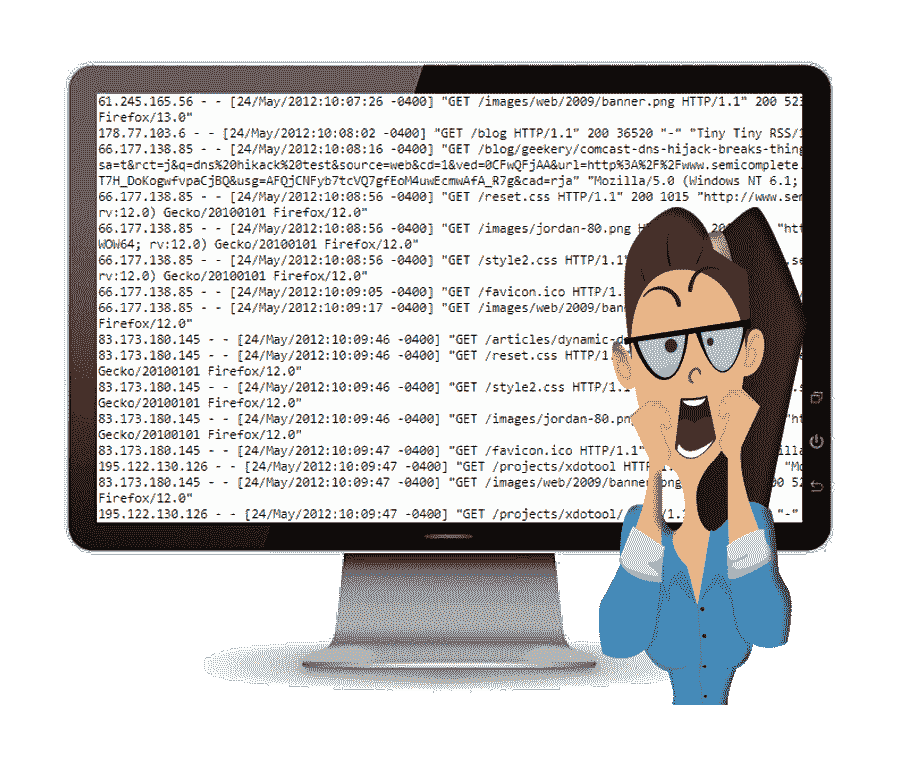 61.245.165.56 - - [24/May/2012:10:07:26 -0400] "GET /images/web/2009/banner.png HTTP/1.1" 200 523
Firefox/13.0"
178.77.103.6 - - [24/May/2012:10:08:02 -0400] "GET /blog HTTP/1.1" 200 36520 "-" "Tiny Tiny RSS/1
66.177.138.85 - - [24/May/2012:10:08:16 -0400] "GET /blog/geekery/comcast-dns-hijack-breaks-thing
sa=t&rct=j&q=dns%20hikack%20test&source=web&cd=1&ved=0CFwQFjAA&url=http%3A%2F%2Fwww.semicomplete.
T7H_DoKogwfvpaCjBQ&usg=AFQjCNFyb7tcVQ7gfEoM4uwEcmwAfA_R7g&cad=rja" "Mozilla/5.0 (Windows NT 6.1;
66.177.138.85 - - [24/May/2012:10:08:56 -0400] "GET /reset.css HTTP/1.1" 200 1015 "http://www.sem
rv:12.0) Gecko/20100101 Firefox/12.0"
66.177.138.85 - - [24/May/2012:10:08:56 -0400] "GET /images/jordan-80.png H 20 "htt
WOW64; rv:12.0) Gecko/20100101 Firefox/12.0"
66.177.138.85 - - [24/May/2012:10:08:56 -0400] "GET /style2.css HTTP/1.1" .se
rv:12.0) Gecko/20100101 Firefox/12.0"
66.177.138.85 - - [24/May/2012:10:09:05 -0400] "GET /favicon.ico HTTP/1.
66.177.138.85 - - [24/May/2012:10:09:17 -0400] "GET /images/web/2009/ban
Firefox/12.0"
83.173.180.145 - - [24/May/2012:10:09:46 -0400] "GET /articles/dynamic-d
83.173.180.145 - - [24/May/2012:10:09:46 -0400] "GET /reset.css HTTP/1.
Gecko/20100101 Firefox/12.0"
83.173.180.145 - - [24/May/2012:10:09:46 -0400] "GET /style2.css HTTP/1.
Gecko/20100101 Firefox/12.0"
83.173.180.145 - - [24/May/2012:10:09:46 -0400] "GET /images/jordan-80.pn "ht
Gecko/20100101 Firefox/12.0"
83.173.180.145 - - [24/May/2012:10:09:47 -0400] "GET /favicon.ico HTTP/1.1" illa
195.122.130.126 - - [24/May/2012:10:09:47 -0400] "GET /projects/xdotool HTTP "Mo
83.173.180.145 - - [24/May/2012:10:09:47 -0400] "GET /images/web/2009/banner.png 200 52
Firefox/12.0"
195.122.130.126 - - [24/May/2012:10:09:47 -0400] "GET /projects/xdotool/ /1.1 "-"